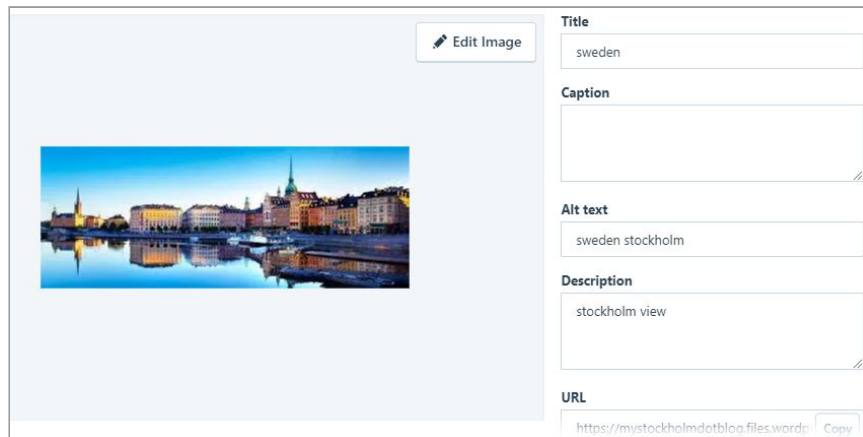 Edit Image
Title
sweden
Caption
Alt text
sweden stockholm
Description
stockholm view
URL
https://mystockholmdotblog.files.wordp
Copy